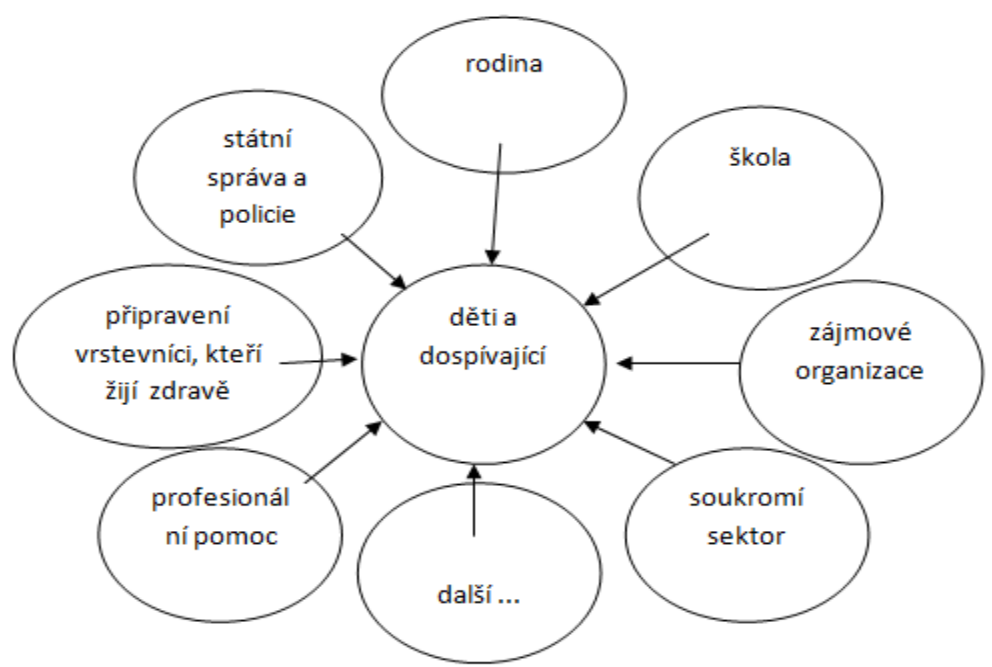 rodina
státní
správa a
policie
škola
připravení
vrstevníci, kteří
žijí zdravě
děti a
dospívající
zájmové
organizace
profesionál
ní pomoc
další ...
soukromí
sektor